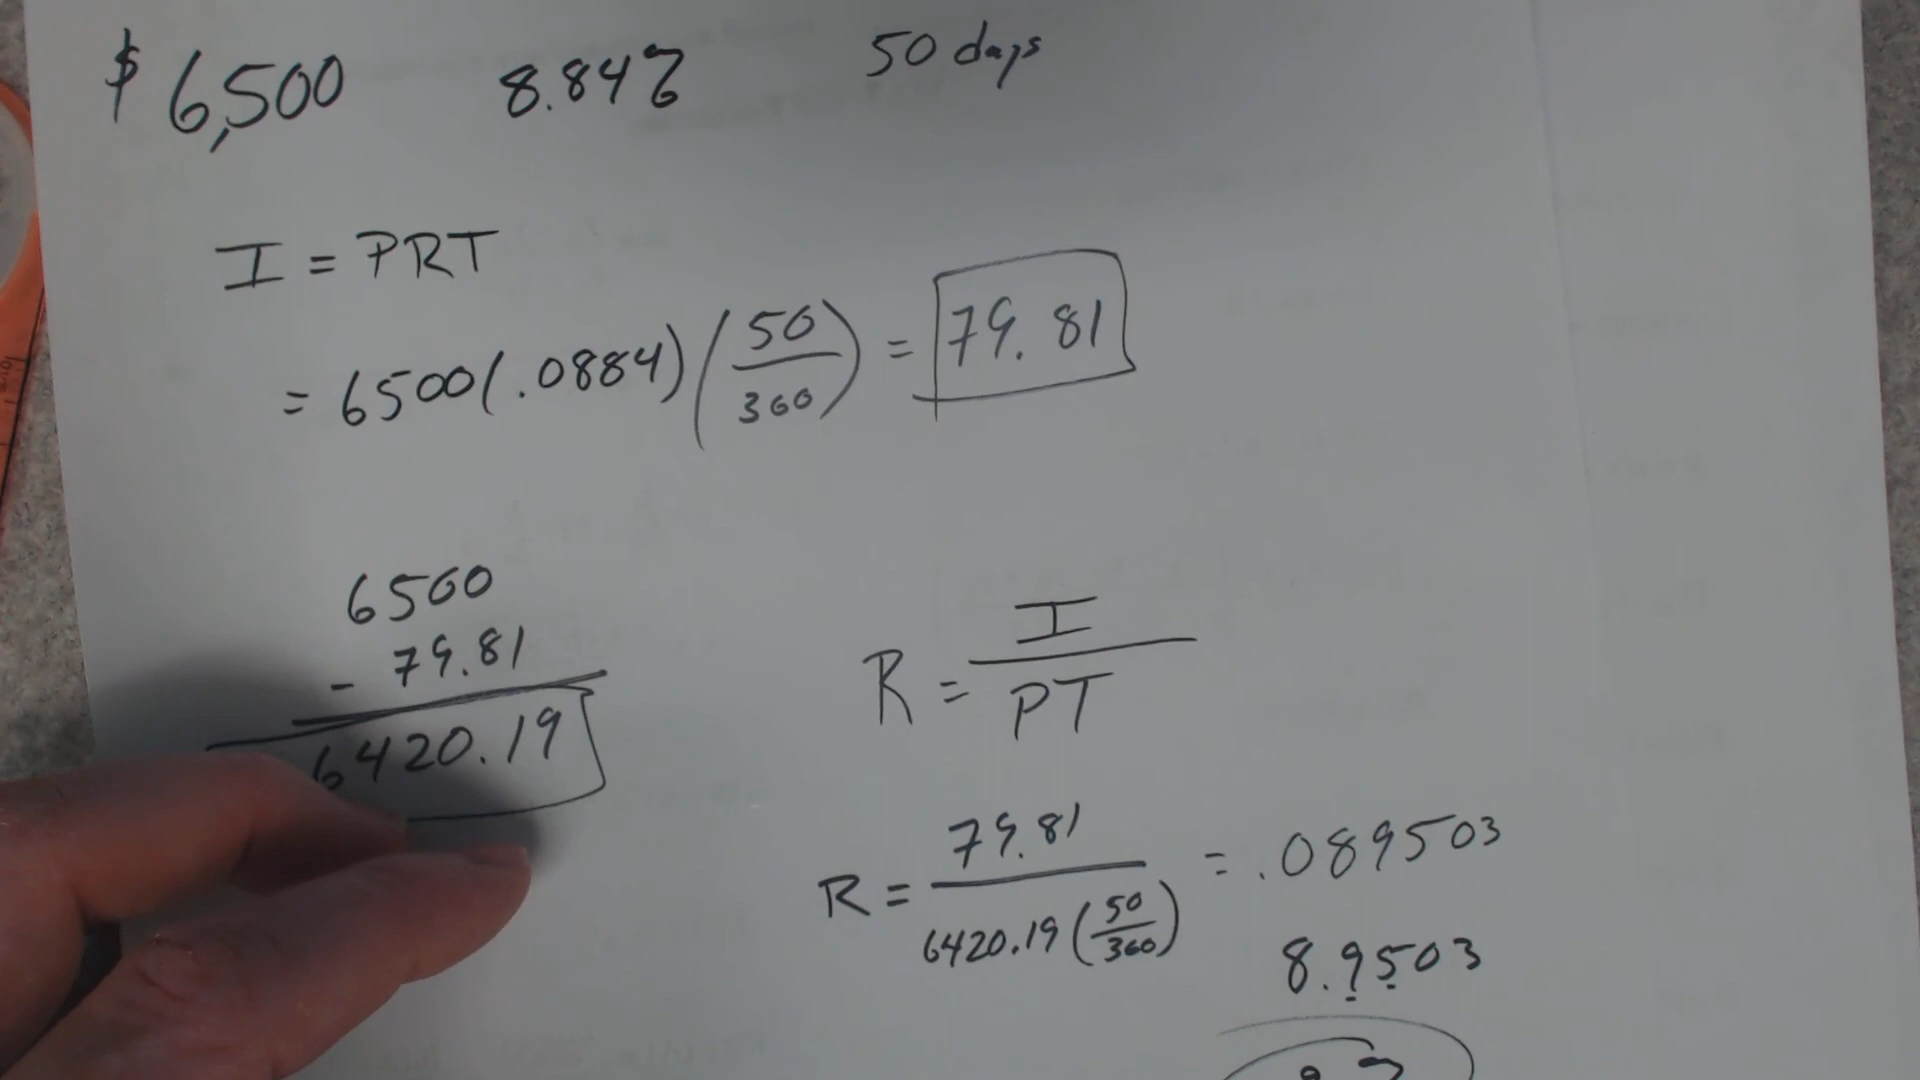 $6,500 8.84% 50 days
I = PRT
= 6500(.0884)(50/360) = 79.81
6500
- 79.81
6420.19
R = I/PT
R = 79.81/6420.19(50/360) = .089503
8.9503